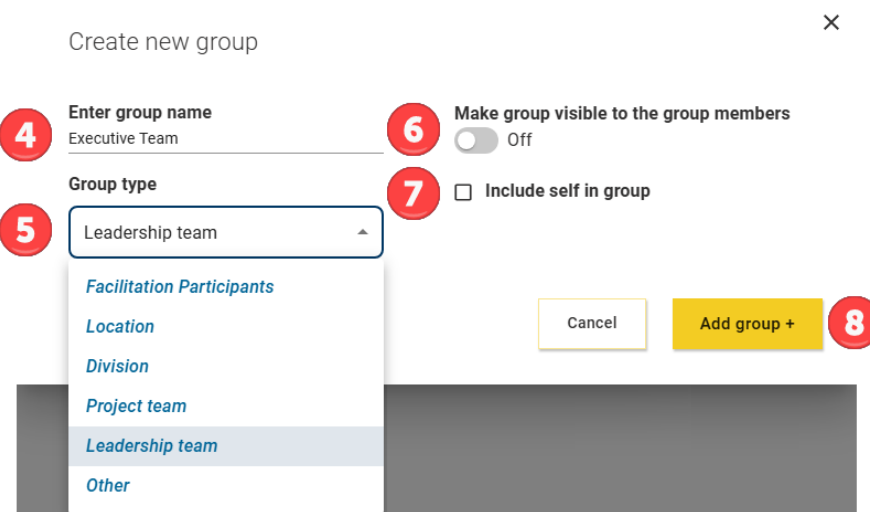 Create new group
4
Enter group name
Executive Team
Group type
5
Leadership team
Facilitation Participants
Location
Division
Project team
Leadership team
Other
6
Make group visible to the group members
Off
7
Include self in group
Cancel
Add group +
8